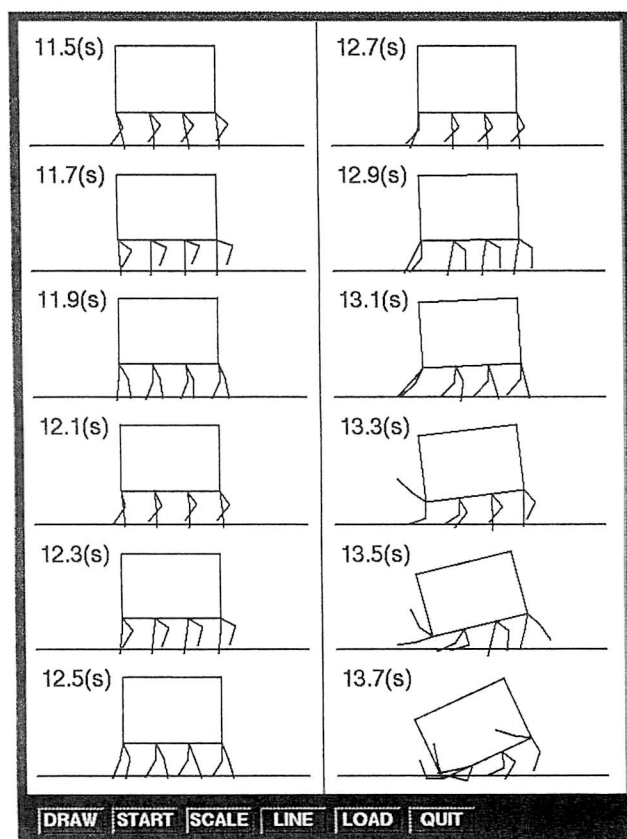 11.5(s)
11.7(s)
11.9(s)
12.1(s)
12.3(s)
12.5(s)
12.7(s)
12.9(s)
13.1(s)
13.3(s)
13.5(s)
13.7(s)
DRAW START SCALE LINE LOAD QUIT